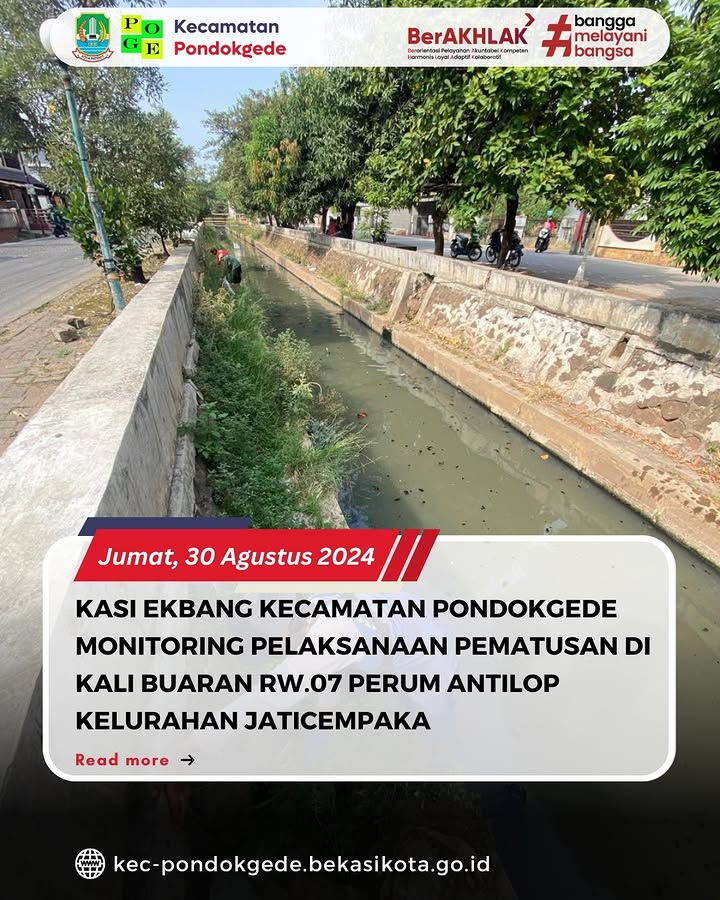 PO
GE
Kecamatan
Pondokgede
BerAKHLAK
Berorientasi Pelayanan Akuntabel Kompeten
Harmonis Loyal Adaptif Kolaboratif
#bangga
melayani
bangsa
Jumat, 30 Agustus 2024
KASI EKBANG KECAMATAN PONDOKGEDE
MONITORING PELAKSANAAN PEMATUSAN DI
KALI BUARAN RW.07 PERUM ANTILOP
KELURAHAN JATICEMPAKA
Read more →
kec-pondokgede.bekasikota.go.id